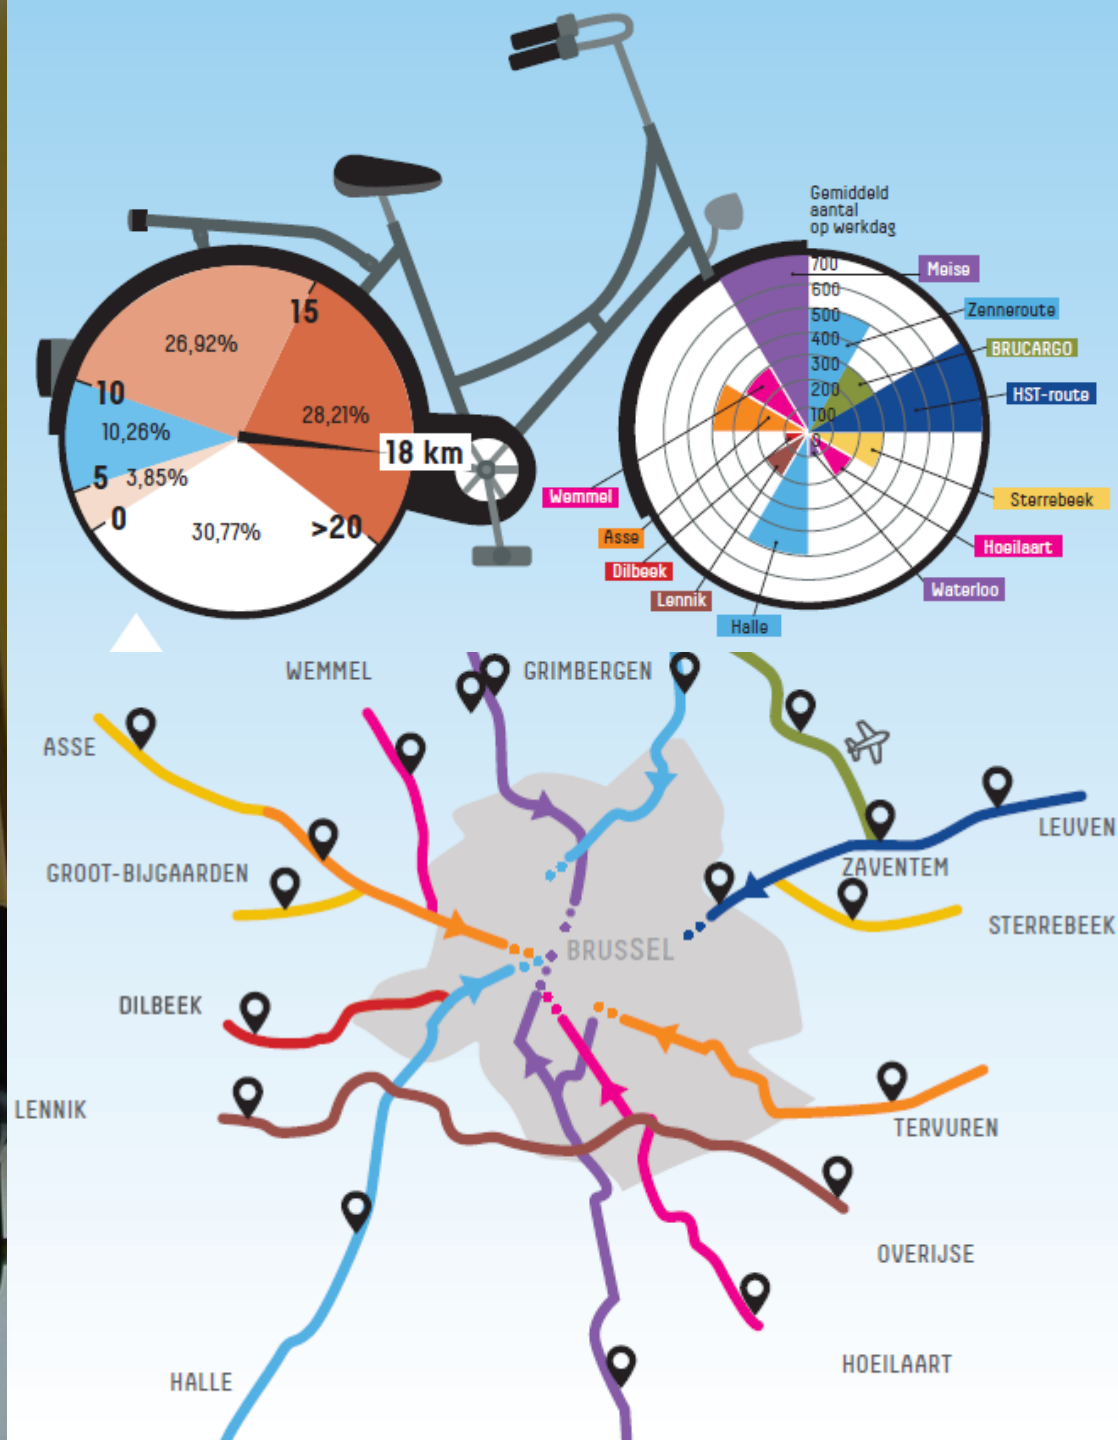 Gemiddeld
aantal
op werkdag
700
600
500
400
300
200
100
0
Meise
Zenneroute
BRUCARGO
HST-route
Sterrebeek
Hoeilaart
Waterloo
Halle
Lennik
Dilbeek
Asse
Wemmel
15
26,92%
10
28,21%
10,26%
18 km
5
3,85%
0
30,77%
>20
WEMMEL
GRIMBERGEN
ASSE
LEUVEN
GROOT-BIJGAARDEN
ZAVENTEM
STERREBEEK
BRUSSEL
DILBEEK
LENNIK
TERVUREN
OVERIJSE
HOEILAART
HALLE